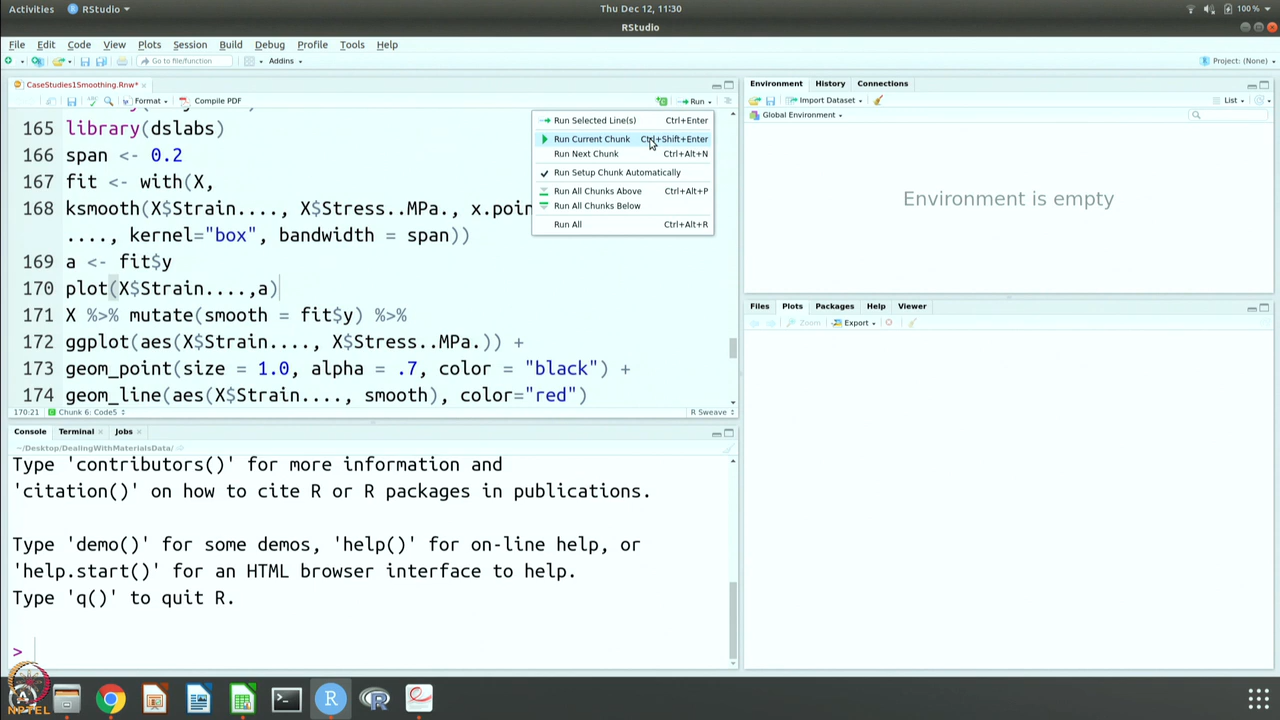 Activities
RStudio
Thu Dec 12, 11:30
100 %
RStudio
File Edit Code View Plots Session Build Debug Profile Tools Help
Go to file/function
Addins
Project: (None)
CaseStudies1Smoothing.Rnw*
Format
Compile PDF
Run
165 library(dslabs)
166 span <- 0.2
167 fit <- with(X,
168 ksmooth(X$Strain...., X$Stress..MPa., x.poin
...., kernel="box", bandwidth = span))
169 a <- fit$y
170 plot(X$Strain....,a)
171 X %>% mutate(smooth = fit$y) %>%
172 ggplot(aes(X$Strain...., X$Stress..MPa.)) +
173 geom_point(size = 1.0, alpha = .7, color = "black") +
174 geom_line(aes(X$Strain...., smooth), color="red")
Run Selected Line(s) Ctrl+Enter
Run Current Chunk Ctrl+Shift+Enter
Run Next Chunk Ctrl+Alt+N
Run Setup Chunk Automatically
Run All Chunks Above Ctrl+Alt+P
Run All Chunks Below
Run All Ctrl+Alt+R
170:21 Chunk 6: Code5 R Sweave
Console Terminal Jobs
~/Desktop/DealingWithMaterialsData/
Type 'contributors()' for more information and
'citation()' on how to cite R or R packages in publications.
Type 'demo()' for some demos, 'help()' for on-line help, or
'help.start()' for an HTML browser interface to help.
Type 'q()' to quit R.
>
Environment History Connections
Import Dataset
List
Global Environment
Environment is empty
Files Plots Packages Help Viewer
Zoom Export
NPTEL